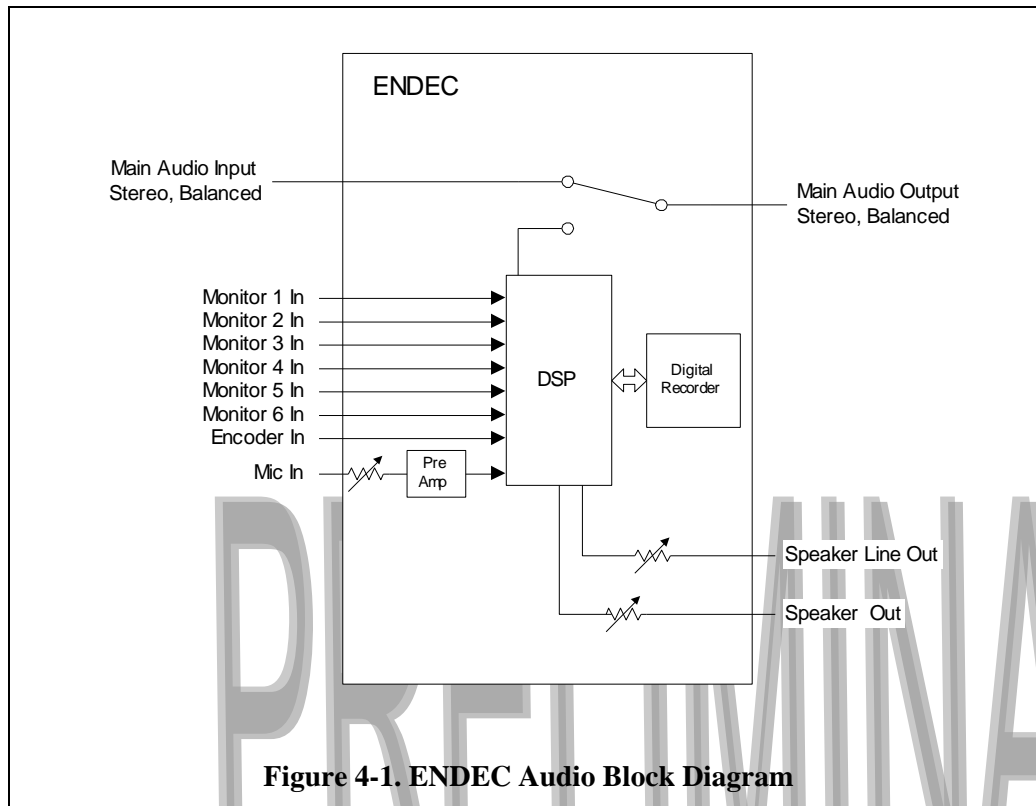 ENDEC
Main Audio Input
Stereo, Balanced
Main Audio Output
Stereo, Balanced
Monitor 1 In
Monitor 2 In
Monitor 3 In
Monitor 4 In
Monitor 5 In
Monitor 6 In
Encoder In
Mic In
Pre
Amp
DSP
Digital
Recorder
Speaker Line Out
Speaker Out
PRELIMINA
Figure 4-1. ENDEC Audio Block Diagram